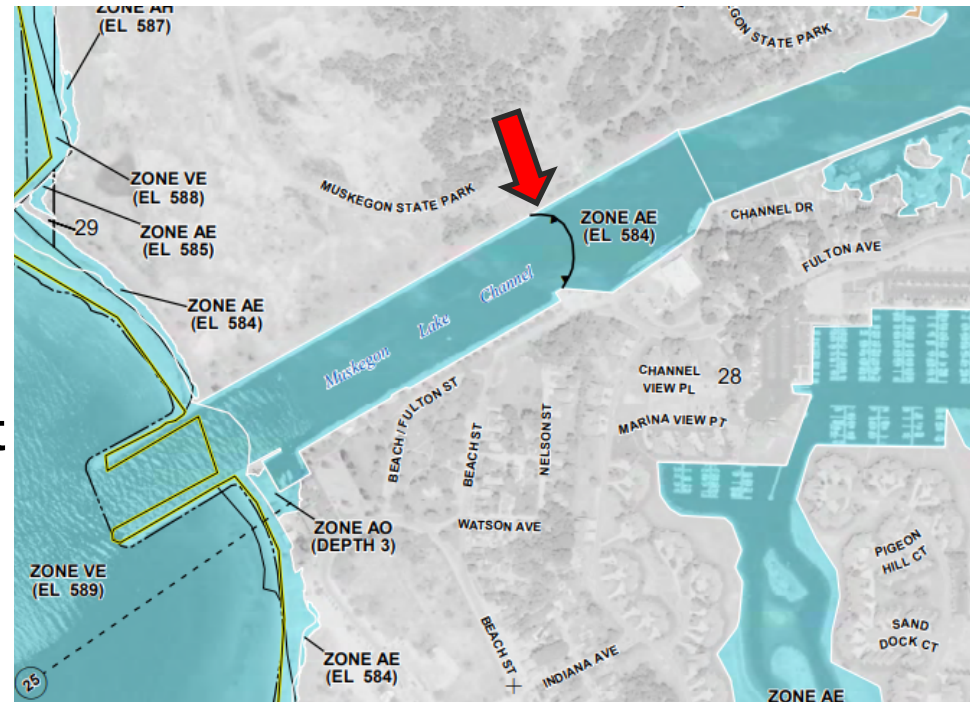 ZONE AH
(EL 587)
STATE PARK
ZONE VE
(EL 588)
MUSKEGON STATE PARK
29
ZONE AE
(EL 585)
ZONE AE
(EL 584)
CHANNEL DR
FULTON AVE
ZONE AE
(EL 584)
Muskegon Lake Channel
CHANNEL
VIEW PL
28
MARINA VIEW PT
BEACH / FULTON ST
BEACH ST
NELSON ST
WATSON AVE
ZONE AO
(DEPTH 3)
ZONE VE
(EL 589)
PIGEON
HILL CT
SAND
DOCK CT
BEACH ST
INDIANA AVE
ZONE AE
(EL 584)
25
ZONE AE